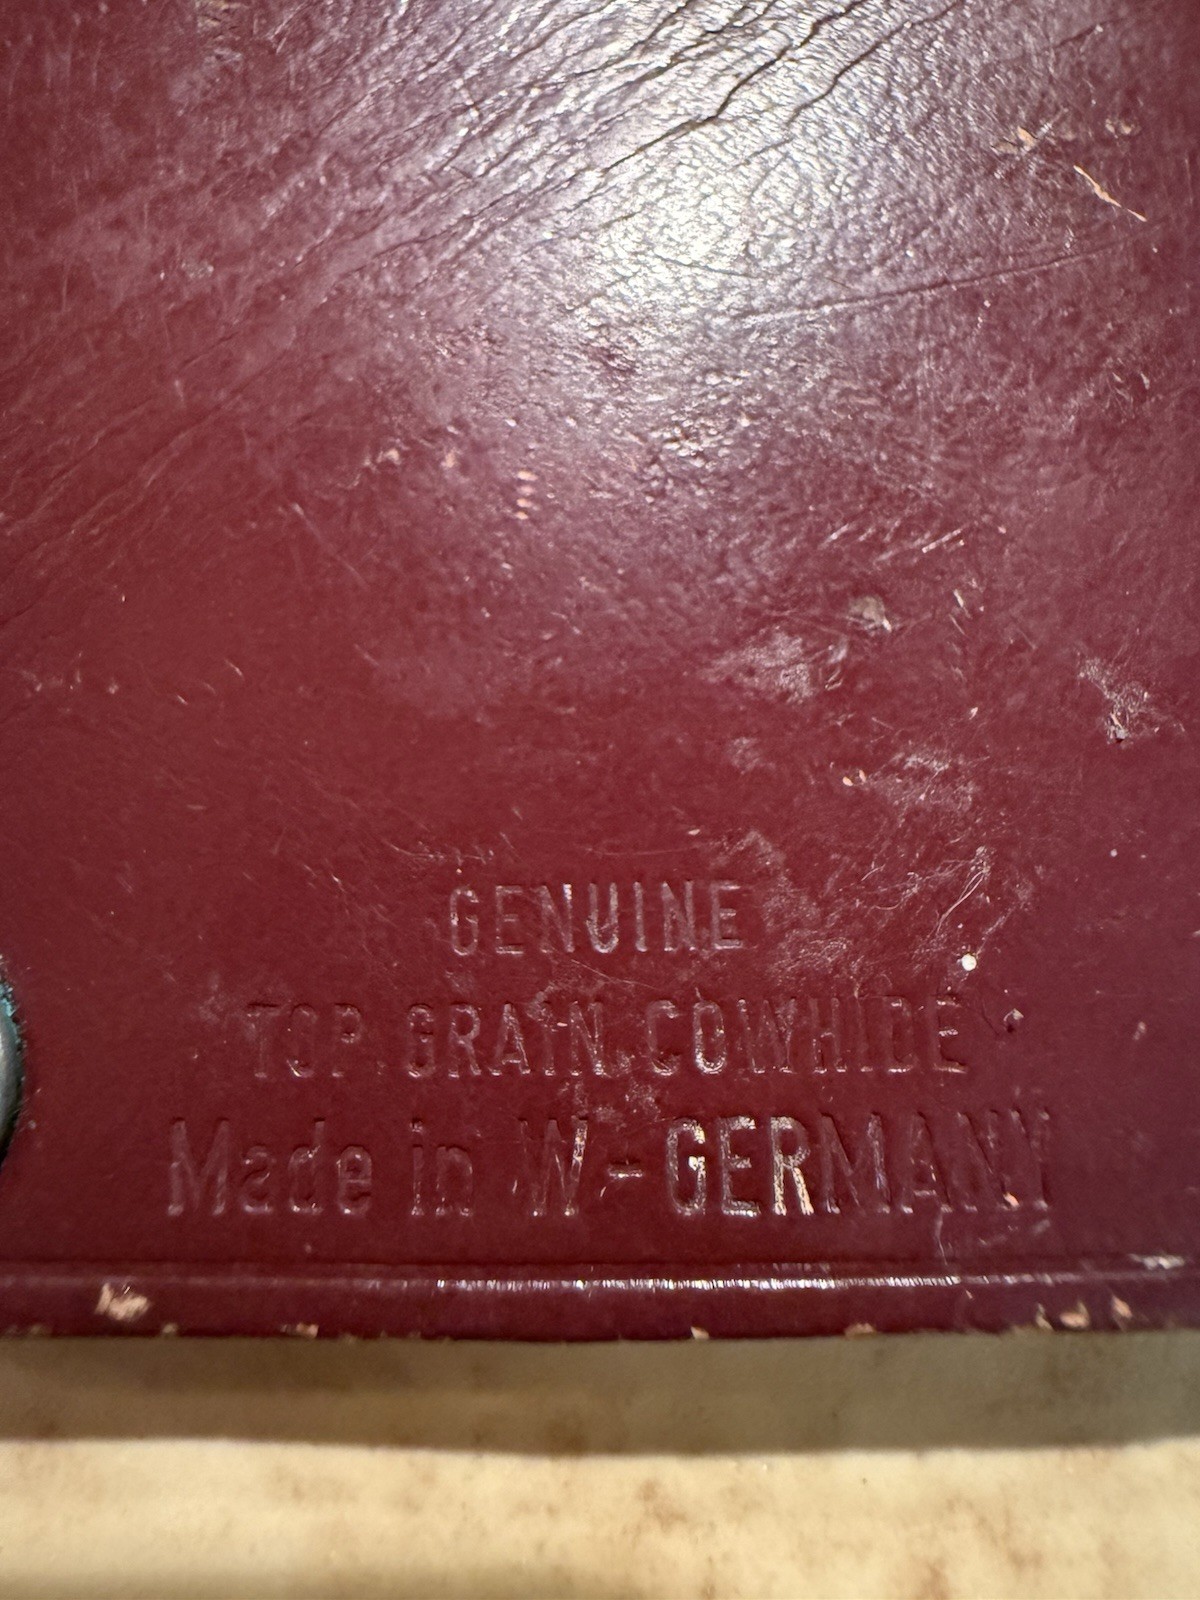 GENUINE
TOP GRAIN COWHIDE
Made in W-GERMANY